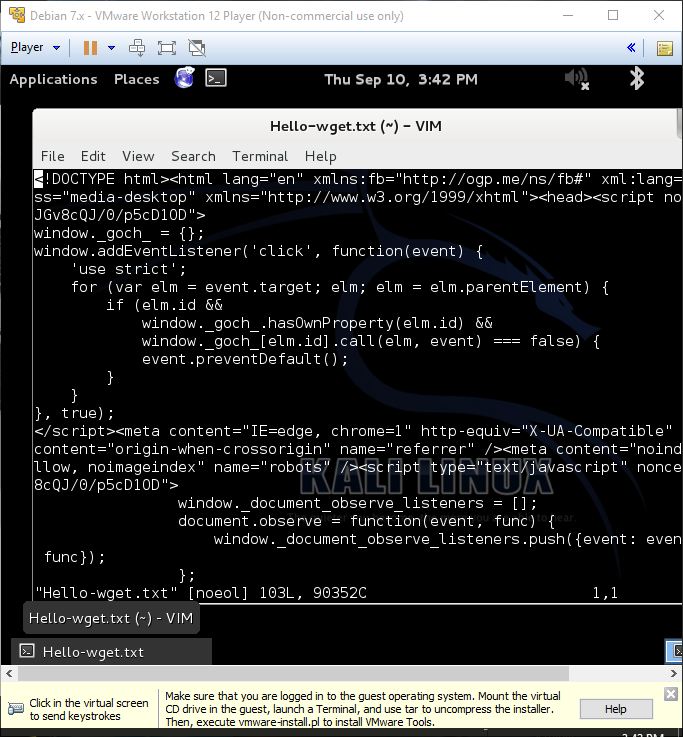 Debian 7.x - VMware Workstation 12 Player (Non-commercial use only)
Player
Applications Places Thu Sep 10, 3:42 PM
Hello-wget.txt (~) - VIM
File Edit View Search Terminal Help
<!DOCTYPE html><html lang="en" xmlns:fb="http://ogp.me/ns/fb#" xml:lang=
ss="media-desktop" xmlns="http://www.w3.org/1999/xhtml"><head><script no
JGv8cQJ/0/p5cD1OD">
window._goch_ = {};
window.addEventListener('click', function(event) {
    'use strict';
    for (var elm = event.target; elm; elm = elm.parentElement) {
        if (elm.id &&
            window._goch_.hasOwnProperty(elm.id) &&
            window._goch_[elm.id].call(elm, event) === false) {
            event.preventDefault();
        }
    }
}, true);
</script><meta content="IE=edge, chrome=1" http-equiv="X-UA-Compatible"
content="origin-when-crossorigin" name="referrer" /><meta content="noind
llow, noimageindex" name="robots" /><script type="text/javascript" nonce
8cQJ/0/p5cD1OD">
                window._document_observe_listeners = [];
                document.observe = function(event, func) {
                    window._document_observe_listeners.push({event: even
 func});
                };
KALI LINUX
"Hello-wget.txt" [noeol] 103L, 90352C 1,1
Hello-wget.txt (~) - VIM
Hello-wget.txt
Click in the virtual screen
to send keystrokes
Make sure that you are logged in to the guest operating system. Mount the virtual
CD drive in the guest, launch a Terminal, and use tar to uncompress the installer.
Then, execute vmware-install.pl to install VMware Tools.
Help